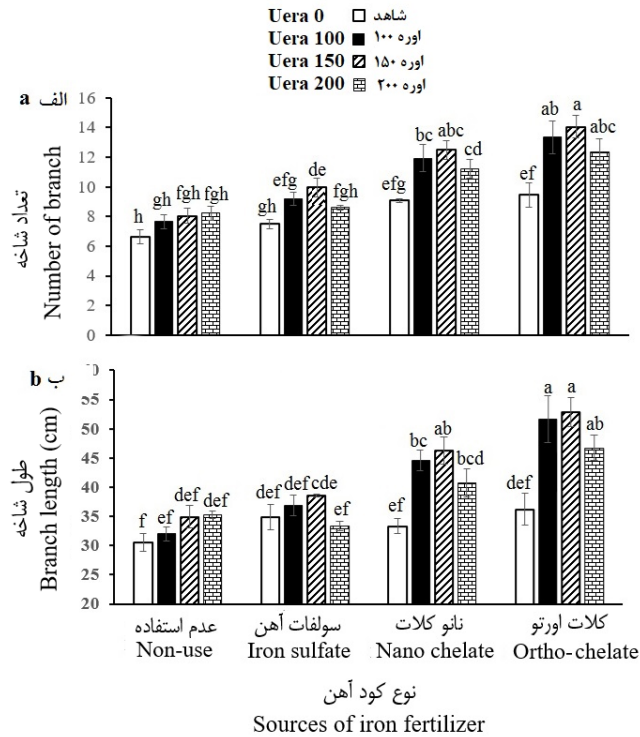 Uera 0 شاهد
Uera 100 اوره ۱۰۰
Uera 150 اوره ۱۵۰
Uera 200 اوره ۲۰۰
a الف
تعداد شاخه
Number of branch
16
14
12
10
8
6
4
2
0
h gh fgh fgh
gh efg de fgh
efg bc abc cd
ef ab a abc
b ب
طول شاخه
Branch length (cm)
55
50
45
40
35
30
25
20
f ef def def
def def cde ef
ef bc ab bcd
def a a ab
عدم استفاده سولفات آهن نانو کلات کلات اورتو
Non-use Iron sulfate Nano chelate Ortho-chelate
نوع کود آهن
Sources of iron fertilizer